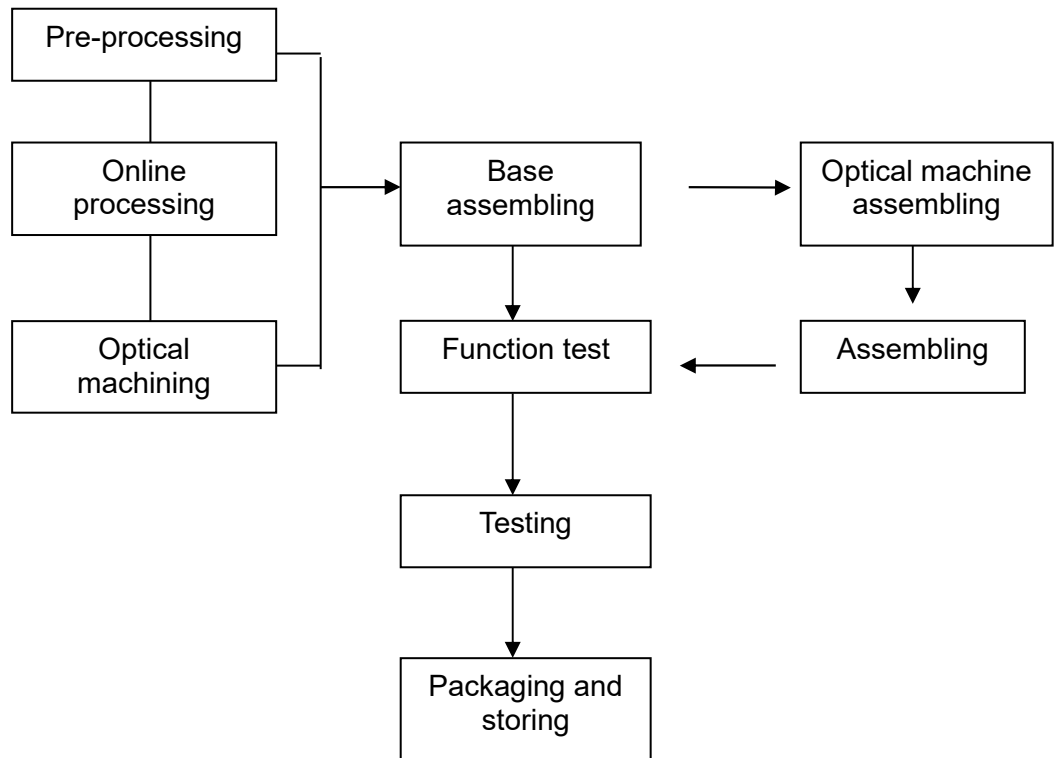 Pre-processing
Online
processing
Optical
machining
Base
assembling
Optical machine
assembling
Function test
Assembling
Testing
Packaging and
storing